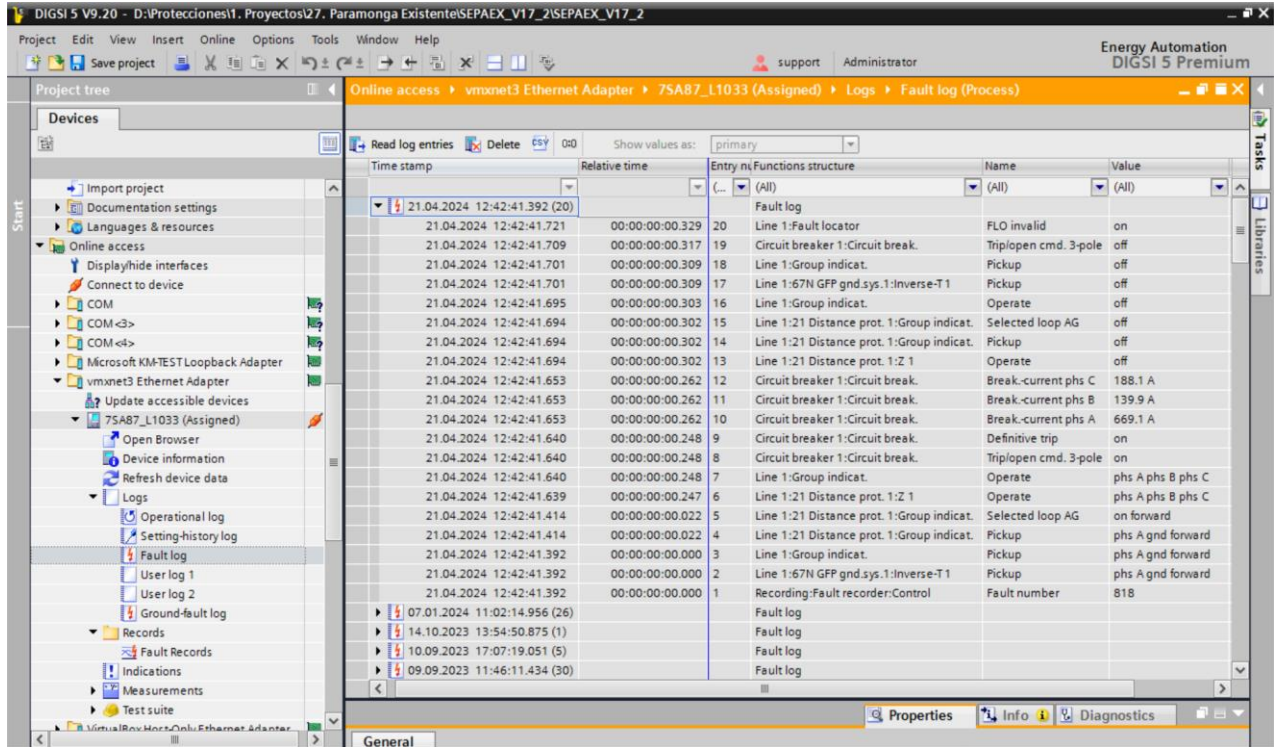 DIGSI 5 V9.20 - D:\Protecciones\1. Proyectos\27. Paramonga Existente\SEPAEX_V17_2\SEPAEX_V17_2
Project Edit View Insert Online Options Tools Window Help
Energy Automation
DIGSI 5 Premium
Save project
support Administrator
Project tree
Online access vmxnet3 Ethernet Adapter 7SA87_L1033 (Assigned) Logs Fault log (Process)
Devices
Read log entries Delete CSV Show values as: primary
Start
Tasks
Libraries
Import project
Documentation settings
Languages & resources
Online access
Display/hide interfaces
Connect to device
COM
COM <3>
COM <4>
Microsoft KM-TEST Loopback Adapter
vmxnet3 Ethernet Adapter
Update accessible devices
7SA87_L1033 (Assigned)
Open Browser
Device information
Refresh device data
Logs
Operational log
Setting-history log
Fault log
User log 1
User log 2
Ground-fault log
Records
Fault Records
Indications
Measurements
Test suite
VirtualBox Host-Only Ethernet Adapter
Time stamp Relative time Entry nu Functions structure Name Value
(... (All) (All) (All)
21.04.2024 12:42:41.392 (20) Fault log
21.04.2024 12:42:41.721 00:00:00:00.329 20 Line 1:Fault locator FLO invalid on
21.04.2024 12:42:41.709 00:00:00:00.317 19 Circuit breaker 1:Circuit break. Trip/open cmd. 3-pole off
21.04.2024 12:42:41.701 00:00:00:00.309 18 Line 1:Group indicat. Pickup off
21.04.2024 12:42:41.701 00:00:00:00.309 17 Line 1:67N GFP gnd.sys.1:Inverse-T1 Pickup off
21.04.2024 12:42:41.695 00:00:00:00.303 16 Line 1:Group indicat. Operate off
21.04.2024 12:42:41.694 00:00:00:00.302 15 Line 1:21 Distance prot. 1:Group indicat. Selected loop AG off
21.04.2024 12:42:41.694 00:00:00:00.302 14 Line 1:21 Distance prot. 1:Group indicat. Pickup off
21.04.2024 12:42:41.694 00:00:00:00.302 13 Line 1:21 Distance prot. 1:Z 1 Operate off
21.04.2024 12:42:41.653 00:00:00:00.262 12 Circuit breaker 1:Circuit break. Break.-current phs C 188.1 A
21.04.2024 12:42:41.653 00:00:00:00.262 11 Circuit breaker 1:Circuit break. Break.-current phs B 139.9 A
21.04.2024 12:42:41.653 00:00:00:00.262 10 Circuit breaker 1:Circuit break. Break.-current phs A 669.1 A
21.04.2024 12:42:41.640 00:00:00:00.248 9 Circuit breaker 1:Circuit break. Definitive trip on
21.04.2024 12:42:41.640 00:00:00:00.248 8 Circuit breaker 1:Circuit break. Trip/open cmd. 3-pole on
21.04.2024 12:42:41.640 00:00:00:00.248 7 Line 1:Group indicat. Operate phs A phs B phs C
21.04.2024 12:42:41.639 00:00:00:00.247 6 Line 1:21 Distance prot. 1:Z 1 Operate phs A phs B phs C
21.04.2024 12:42:41.414 00:00:00:00.022 5 Line 1:21 Distance prot. 1:Group indicat. Selected loop AG on forward
21.04.2024 12:42:41.414 00:00:00:00.022 4 Line 1:21 Distance prot. 1:Group indicat. Pickup phs A gnd forward
21.04.2024 12:42:41.392 00:00:00:00.000 3 Line 1:Group indicat. Pickup phs A gnd forward
21.04.2024 12:42:41.392 00:00:00:00.000 2 Line 1:67N GFP gnd.sys.1:Inverse-T1 Pickup phs A gnd forward
21.04.2024 12:42:41.392 00:00:00:00.000 1 Recording:Fault recorder:Control Fault number 818
07.01.2024 11:02:14.956 (26) Fault log
14.10.2023 13:54:50.875 (1) Fault log
10.09.2023 17:07:19.051 (5) Fault log
09.09.2023 11:46:11.434 (30) Fault log
Properties Info Diagnostics
General